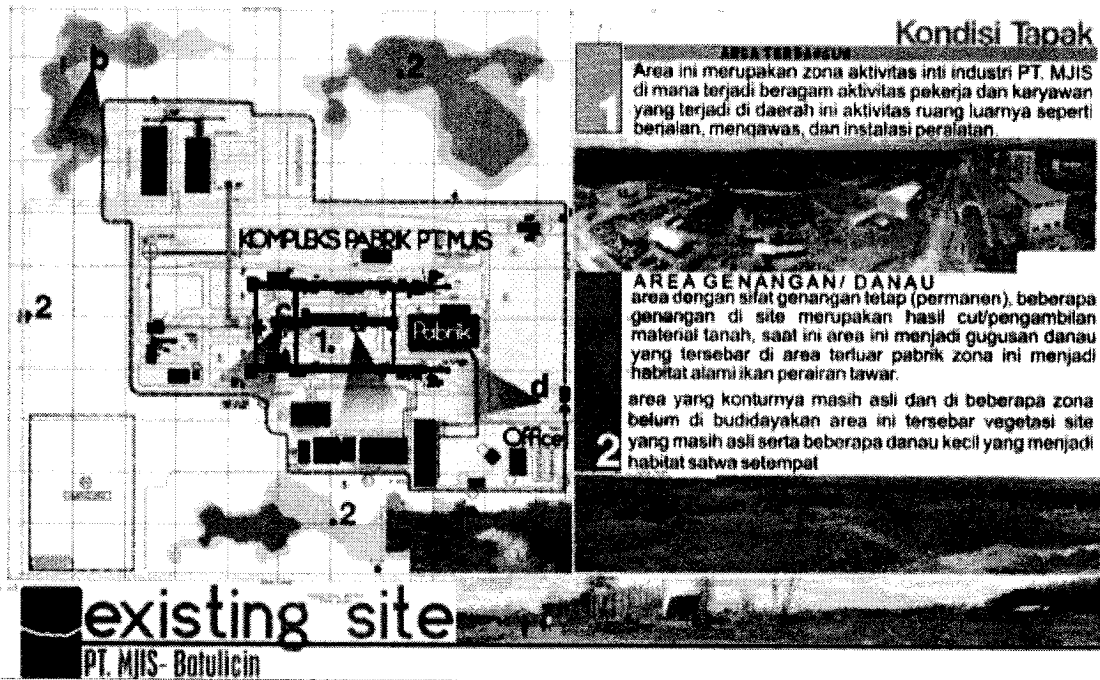 Kondisi Tapak
AREA TERBANGUN
1
Area ini merupakan zona aktivitas inti industri PT. MJIS
di mana terjadi beragam aktivitas pekerja dan karyawan
yang terjadi di daerah ini aktivitas ruang luarnya seperti
berjalan, mengawas, dan instalasi peralatan.
AREA GENANGAN/ DANAU
area dengan sifat genangan tetap (permanen), beberapa
genangan di site merupakan hasil cut/pengambilan
material tanah, saat ini area ini menjadi gugusan danau
yang tersebar di area terluar pabrik zona ini menjadi
habitat alami ikan perairan tawar.
area yang konturnya masih asli dan di beberapa zona
belum di budidayakan area ini tersebar vegetasi site
yang masih asli serta beberapa danau kecil yang menjadi
habitat satwa setempat
2
b
.2
KOMPLEKS PABRIK PT.MJIS
2
c
1.
Pabrik
d
Office
.2
existing site
PT. MJIS- Batulicin